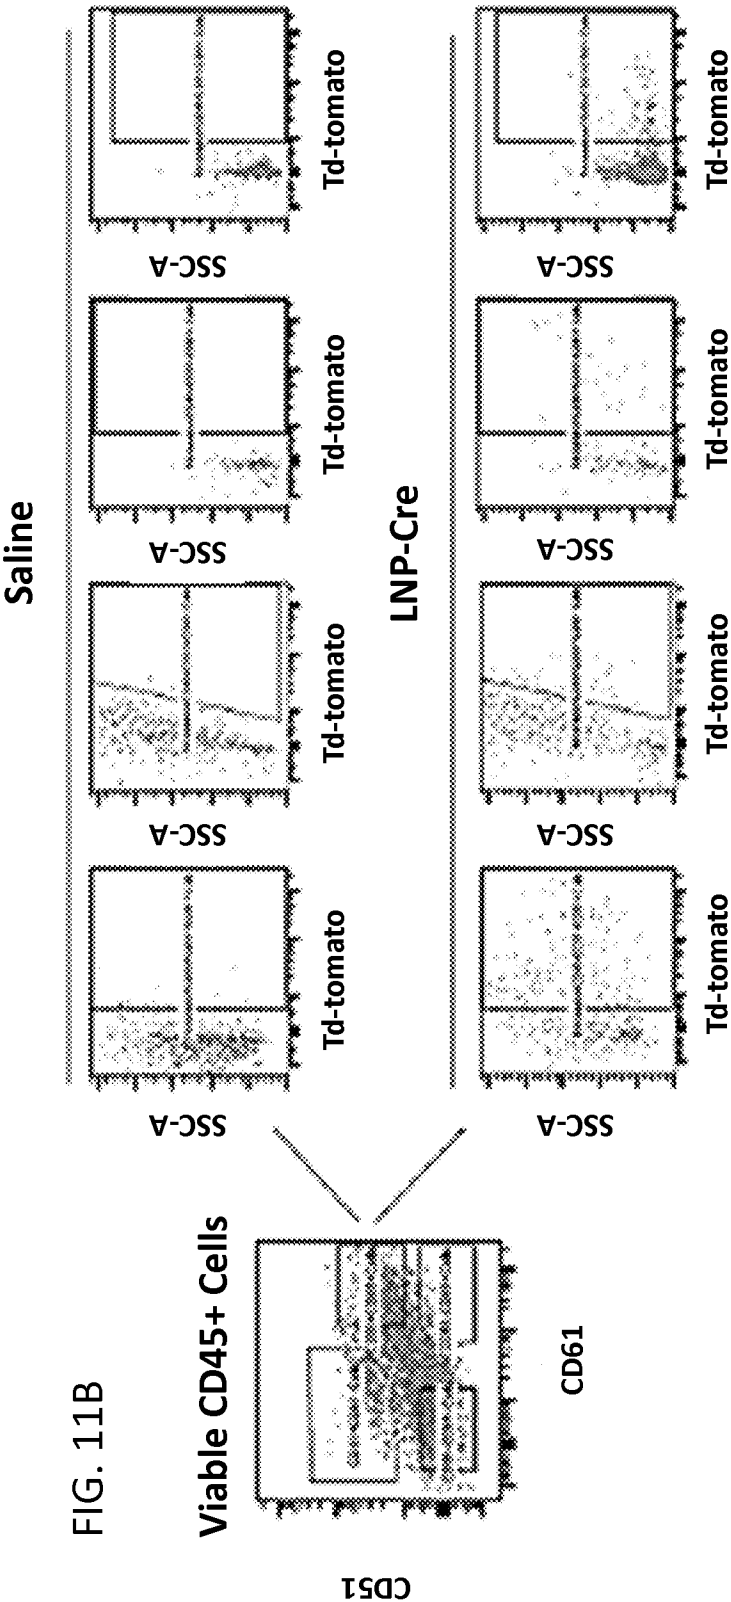 FIG. 11B
Viable CD45+ Cells
CD51
CD61
Saline
SSC-A
Td-tomato
SSC-A
Td-tomato
SSC-A
Td-tomato
SSC-A
Td-tomato
LNP-Cre
SSC-A
Td-tomato
SSC-A
Td-tomato
SSC-A
Td-tomato
SSC-A
Td-tomato